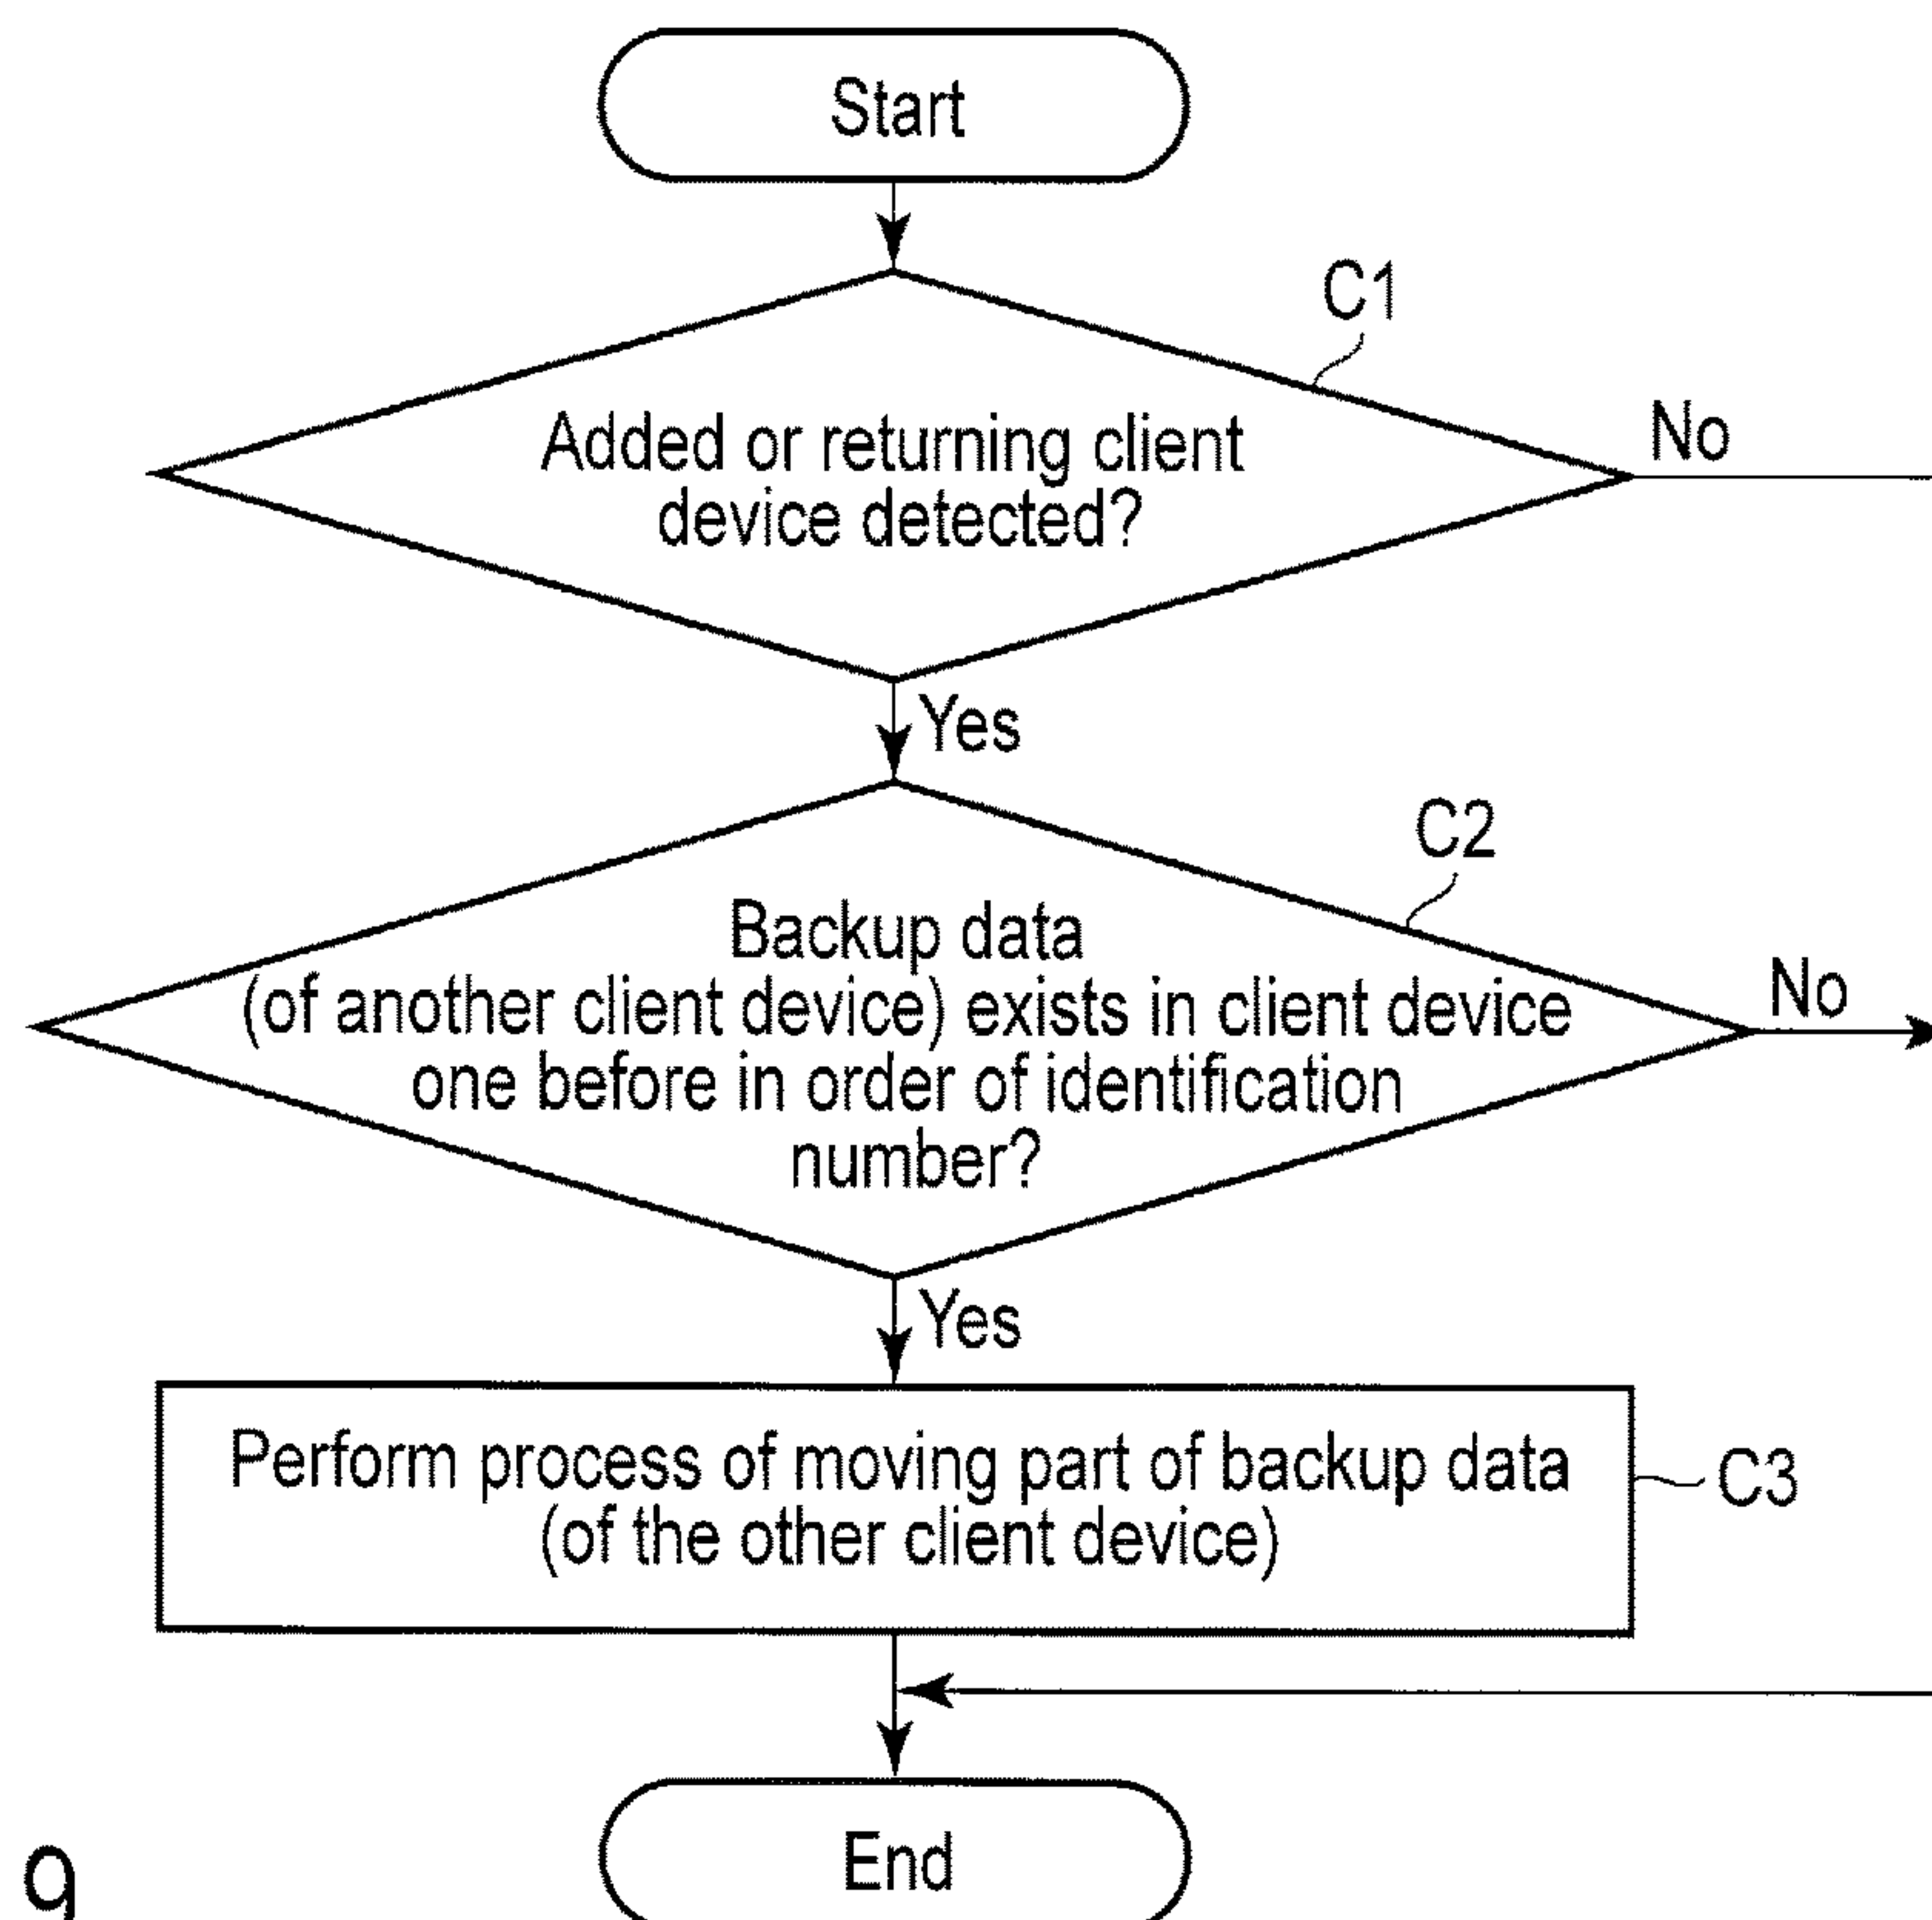 Start
C1
Added or returning client
device detected?
No
Yes
C2
Backup data
(of another client device) exists in client device
one before in order of identification
number?
No
Yes
Perform process of moving part of backup data
(of the other client device)
C3
End
9